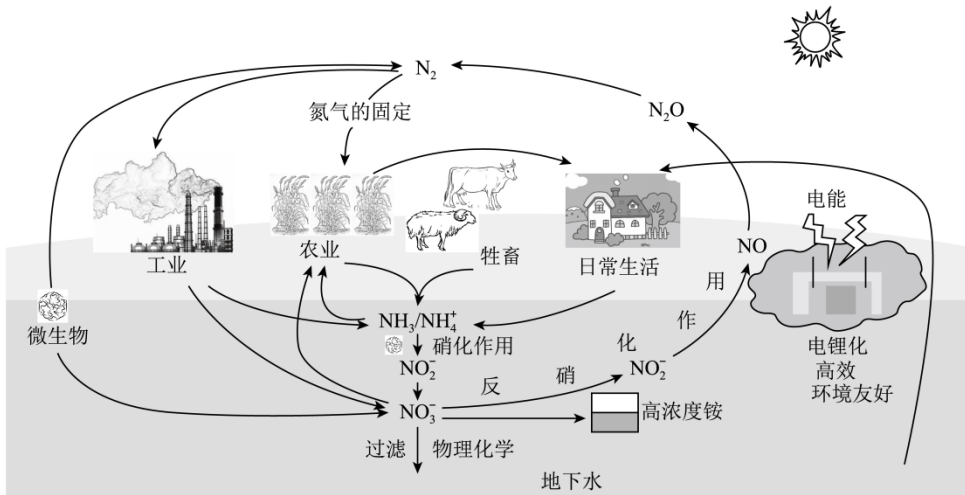 N₂
氮气的固定
N₂O
电能
工业
农业
牲畜
日常生活
NO
用
作
化
硝
反
微生物
NH₃/NH₄⁺
硝化作用
NO₂⁻
NO₂⁻
电锂化
高效
环境友好
NO₃⁻
高浓度铵
过滤
物理化学
地下水